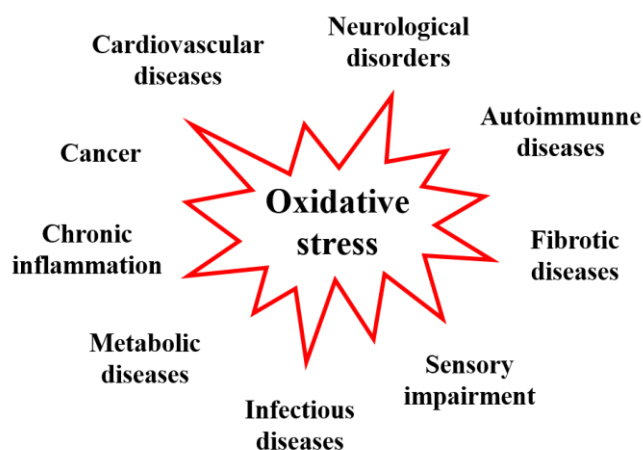 Neurological
disorders
Cardiovascular
diseases
Autoimmunne
diseases
Cancer
Oxidative
stress
Chronic
inflammation
Fibrotic
diseases
Metabolic
diseases
Sensory
impairment
Infectious
diseases